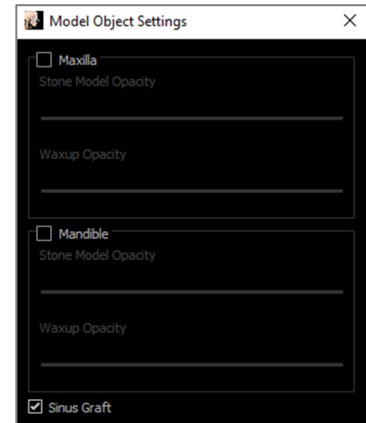 Model Object Settings
Maxilla
Stone Model Opacity
Waxup Opacity
Mandible
Stone Model Opacity
Waxup Opacity
Sinus Graft